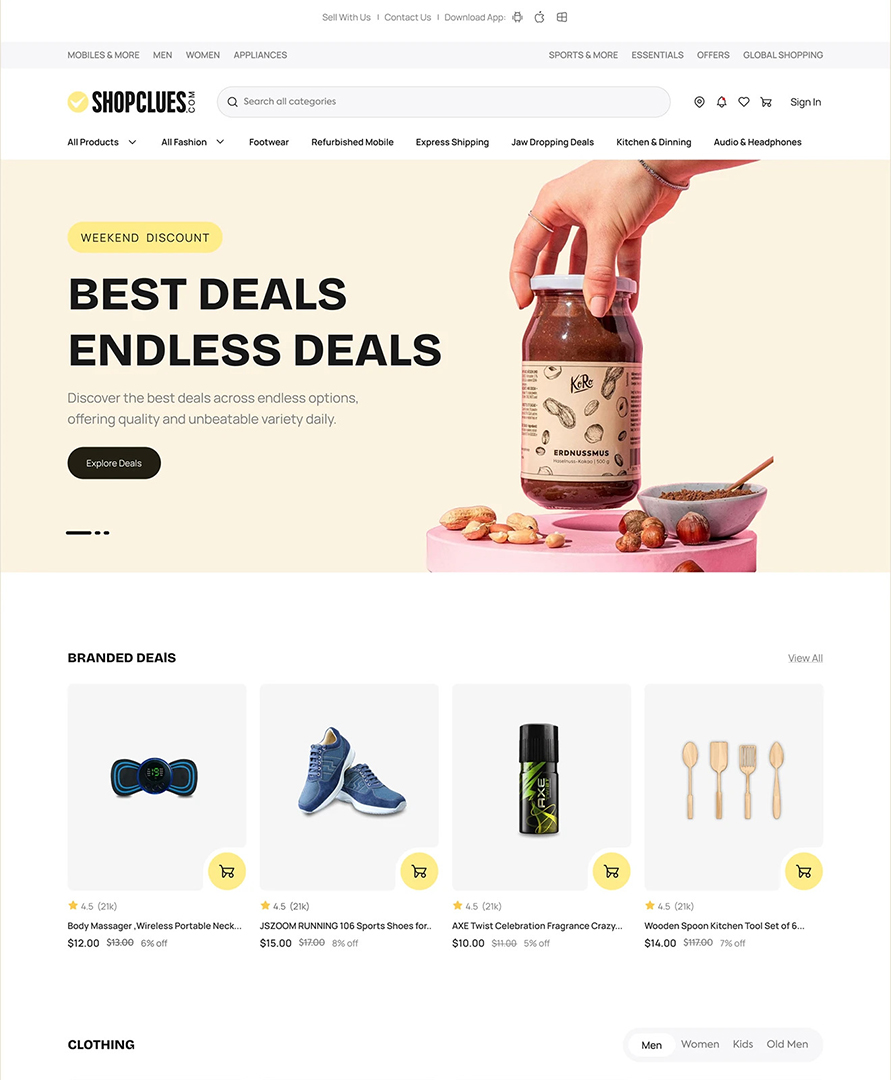 Sell With Us | Contact Us | Download App:
MOBILES & MORE MEN WOMEN APPLIANCES SPORTS & MORE ESSENTIALS OFFERS GLOBAL SHOPPING
SHOPCLUES.COM Search all categories Sign In
All Products All Fashion Footwear Refurbished Mobile Express Shipping Jaw Dropping Deals Kitchen & Dinning Audio & Headphones
WEEKEND DISCOUNT
BEST DEALS
ENDLESS DEALS
Discover the best deals across endless options,
offering quality and unbeatable variety daily.
Explore Deals
KoRo
ERDNUSSMUS
Haselnuss-Kakao | 500 g
BRANDED DEAlS View All
AXE
4.5 (21k) 4.5 (21k) 4.5 (21k) 4.5 (21k)
Body Massager ,Wireless Portable Neck... JSZOOM RUNNING 106 Sports Shoes for.. AXE Twist Celebration Fragrance Crazy... Wooden Spoon Kitchen Tool Set of 6...
$12.00 $13.00 6% off $15.00 $17.00 8% off $10.00 $11.00 5% off $14.00 $117.00 7% off
CLOTHING Men Women Kids Old Men